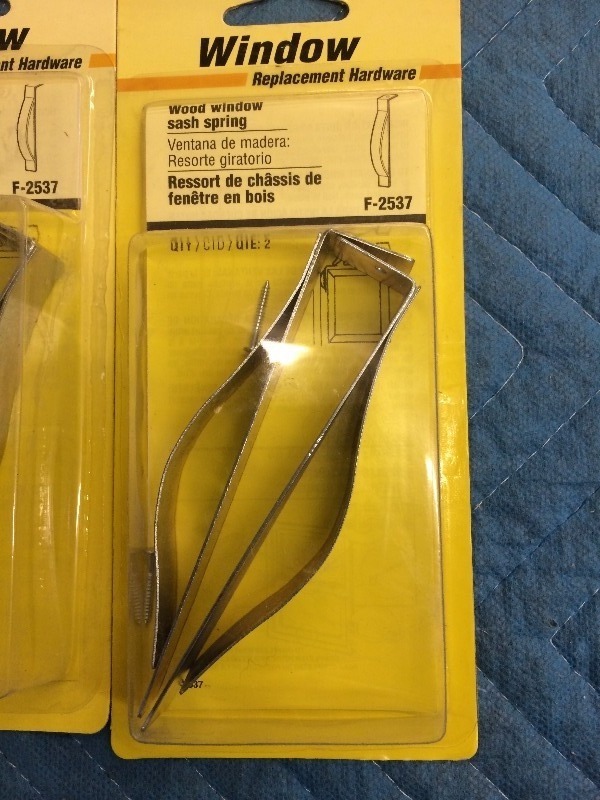 w
nt Hardware
F-2537
Window
Replacement Hardware
Wood window
sash spring
Ventana de madera:
Resorte giratorio
Ressort de châssis de
fenêtre en bois
F-2537
QTY/CTD/QTE: 2